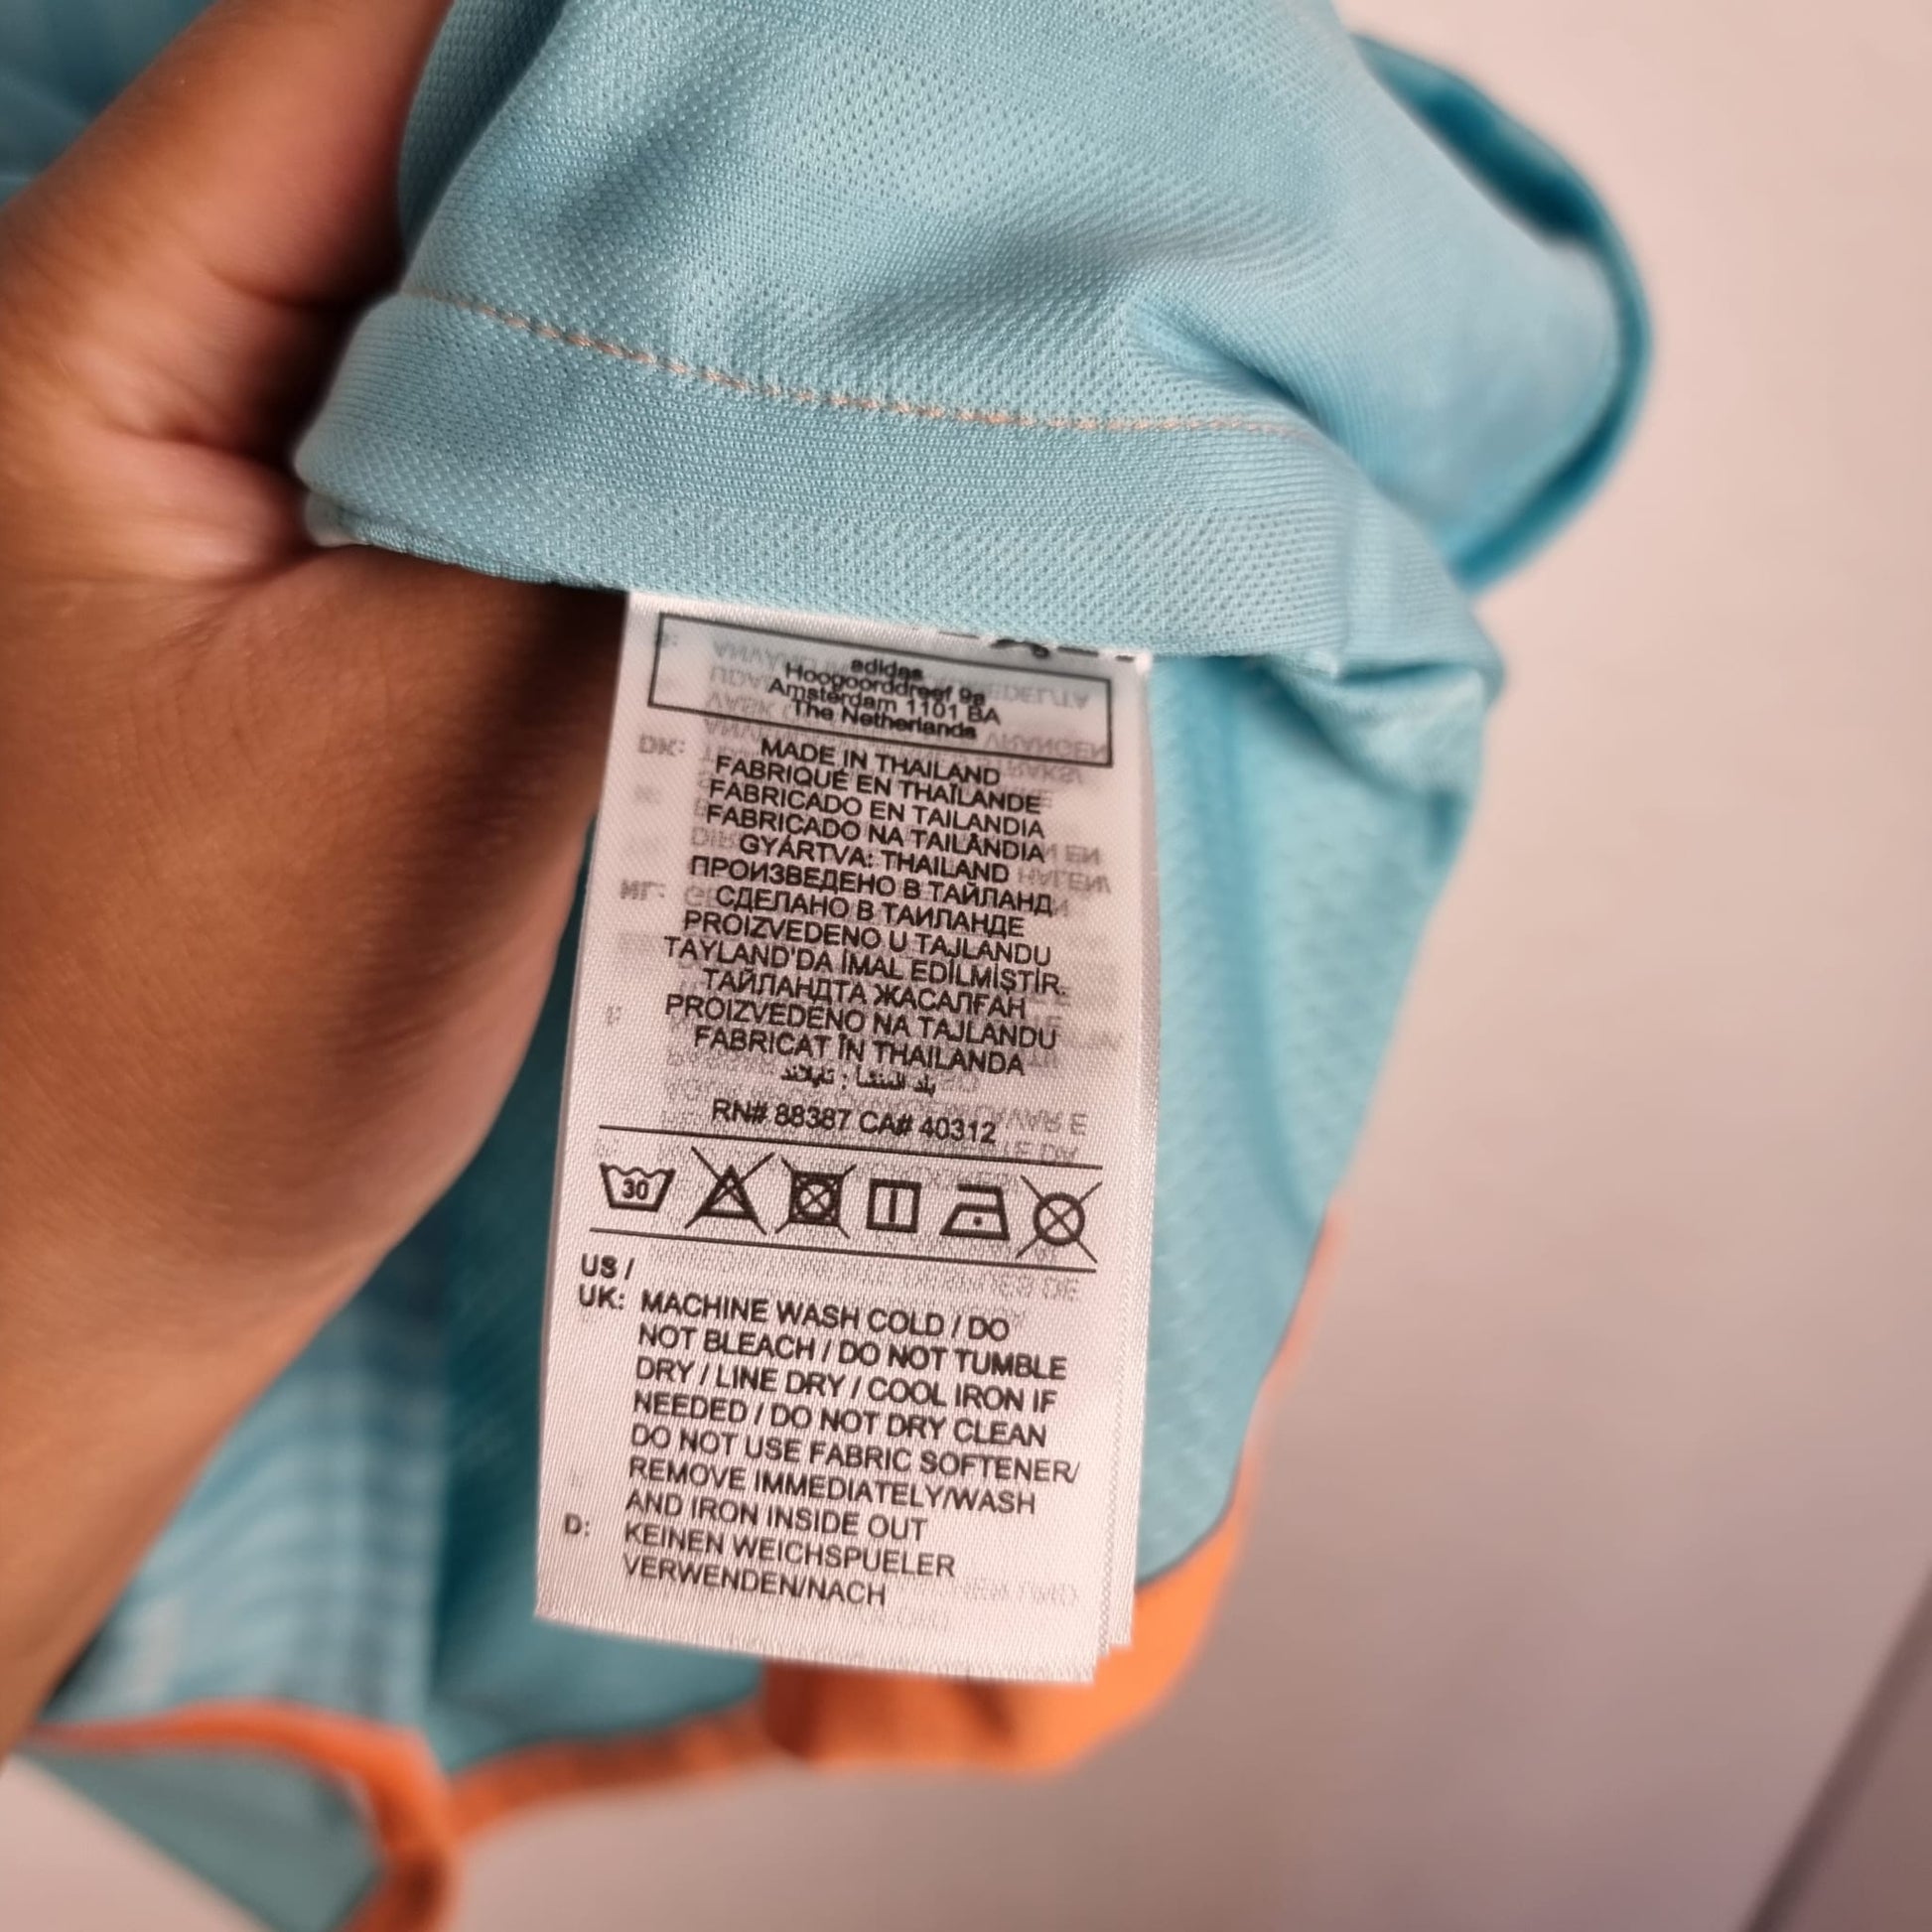 adidas
Hoogoorddreef 9a
Amsterdam 1101 BA
The Netherlands
MADE IN THAILAND
FABRIQUÉ EN THAÏLANDE
FABRICADO EN TAILANDIA
FABRICADO NA TAILÂNDIA
GYÁRTVA: THAILAND
ПРОИЗВЕДЕНО В ТАЙЛАНД
СДЕЛАНО В ТАИЛАНДЕ
PROIZVEDENO U TAJLANDU
TAYLAND'DA İMAL EDİLMİŞTİR.
ТАЙЛАНДТА ЖАСАЛҒАН
PROIZVEDENO NA TAJLANDU
FABRICAT ÎN THAILANDA
بلد المنشأ : تايلاند
RN# 88387 CA# 40312
30
US /
UK: MACHINE WASH COLD / DO
NOT BLEACH / DO NOT TUMBLE
DRY / LINE DRY / COOL IRON IF
NEEDED / DO NOT DRY CLEAN
DO NOT USE FABRIC SOFTENER/
REMOVE IMMEDIATELY/WASH
AND IRON INSIDE OUT
D: KEINEN WEICHSPUELER
VERWENDEN/NACH